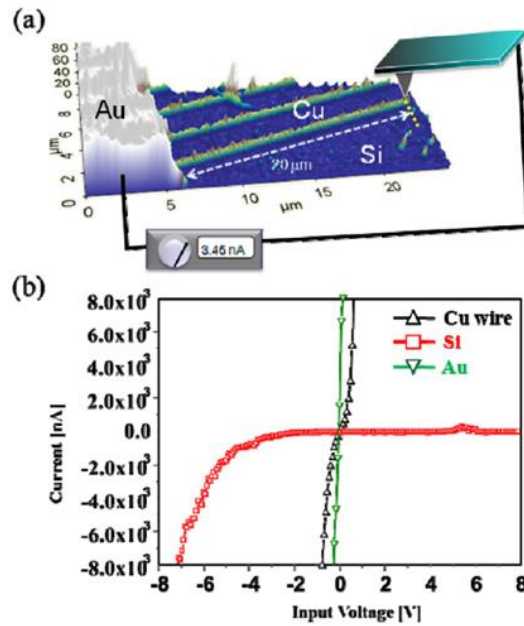 (a)
80
60
40
20
0
8
6
4
2
0
μm
Au
Cu
Si
20 μm
5
10
15
20
μm
3.45 nA
(b)
8.0x10³
6.0x10³
4.0x10³
2.0x10³
0.0
-2.0x10³
-4.0x10³
-6.0x10³
-8.0x10³
Current [nA]
Cu wire
Si
Au
-8 -6 -4 -2 0 2 4 6 8
Input Voltage [V]